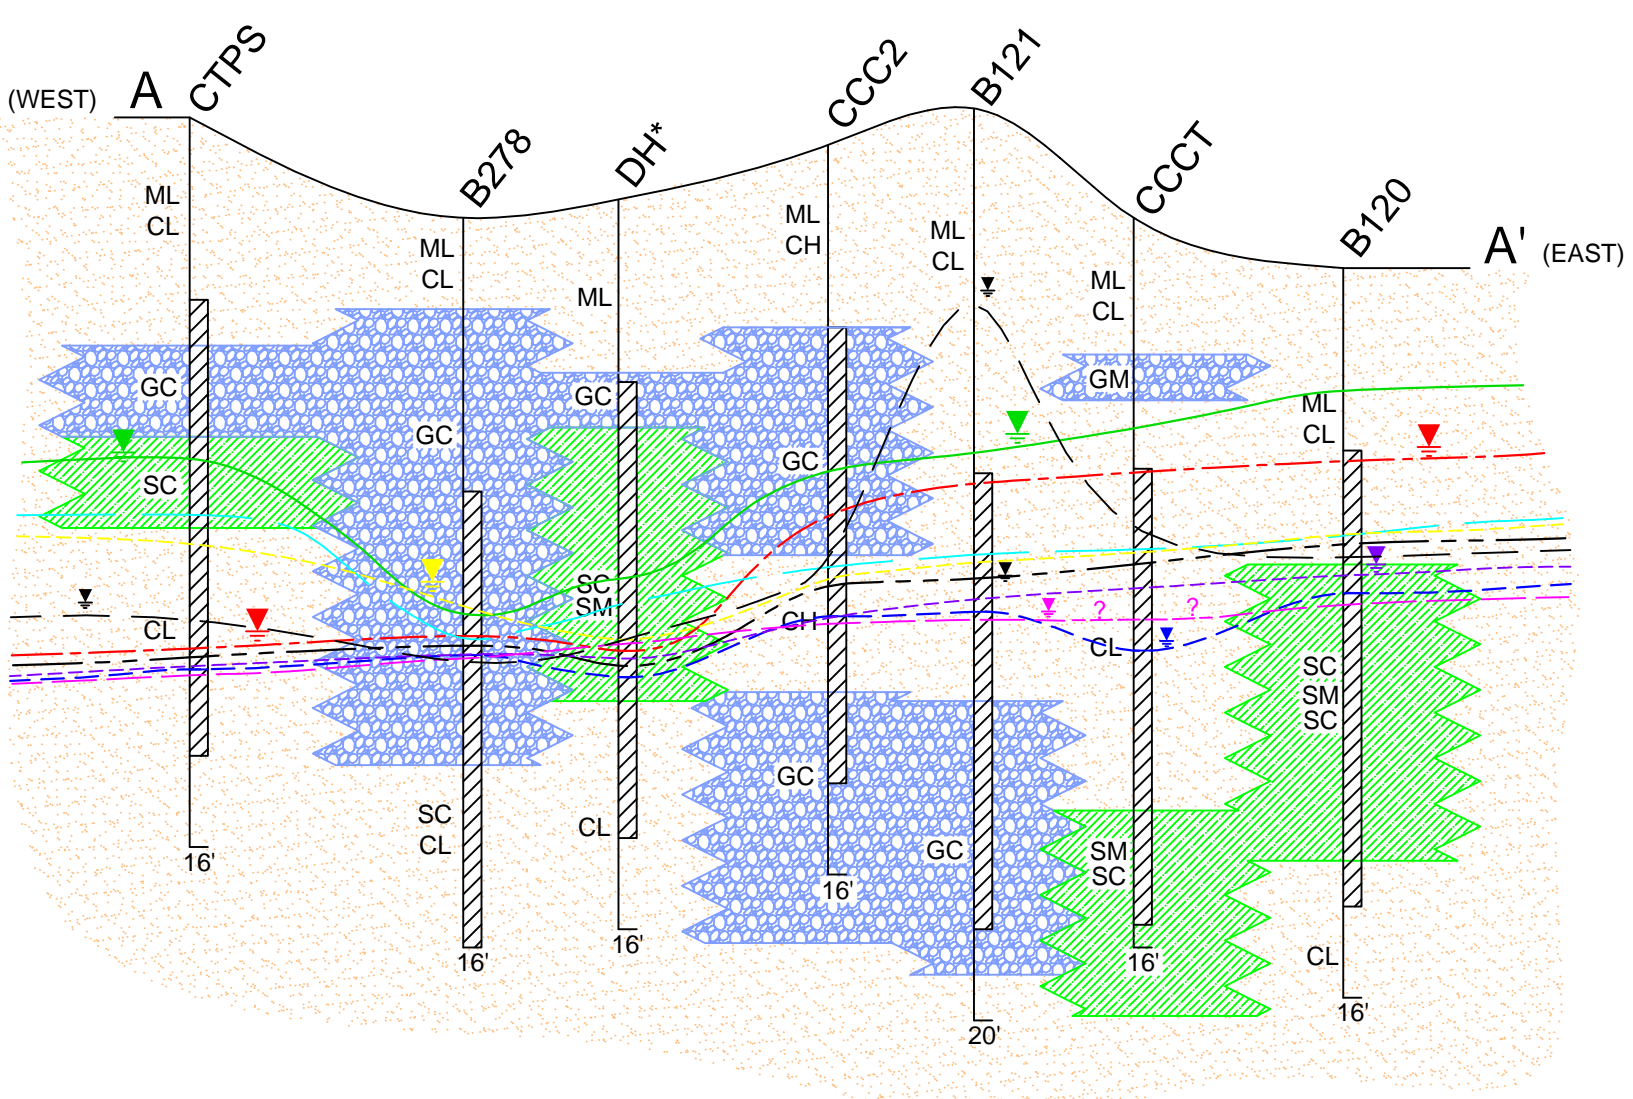 (WEST) A CTPS
B278
DH*
CCC2
B121
CCCT
B120
A' (EAST)
ML
CL
GC
SC
CL
16'
ML
CL
GC
SC
CL
16'
ML
GC
SC
SM
CL
16'
ML
CH
GC
CH
GC
16'
ML
CL
GC
20'
ML
CL
GM
? ?
CL
SM
SC
16'
ML
CL
SC
SM
SC
CL
16'